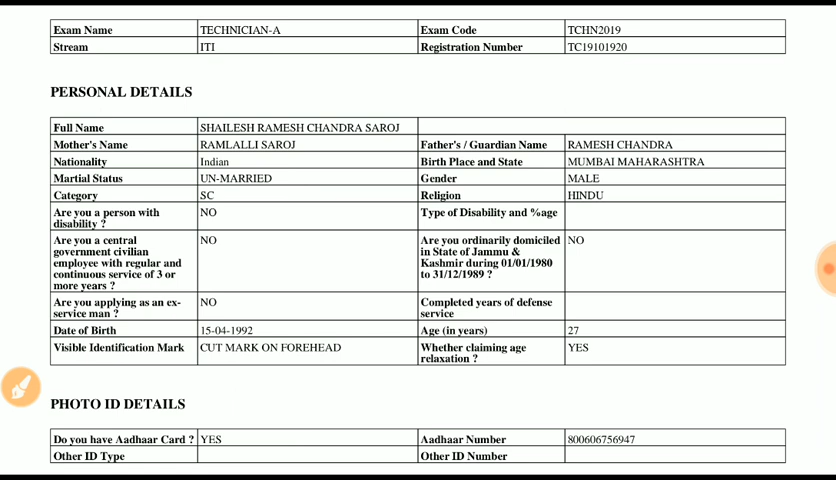 Exam Name TECHNICIAN-A Exam Code TCHN2019
Stream ITI Registration Number TC19101920
PERSONAL DETAILS
Full Name SHAILESH RAMESH CHANDRA SAROJ
Mother's Name RAMLALLI SAROJ Father's / Guardian Name RAMESH CHANDRA
Nationality Indian Birth Place and State MUMBAI MAHARASHTRA
Martial Status UN-MARRIED Gender MALE
Category SC Religion HINDU
Are you a person with NO Type of Disability and %age
disability ?
Are you a central NO Are you ordinarily domiciled NO
government civilian in State of Jammu &
employee with regular and Kashmir during 01/01/1980
continuous service of 3 or to 31/12/1989 ?
more years ?
Are you applying as an ex- NO Completed years of defense
service man ? service
Date of Birth 15-04-1992 Age (in years) 27
Visible Identification Mark CUT MARK ON FOREHEAD Whether claiming age YES
relaxation ?
PHOTO ID DETAILS
Do you have Aadhaar Card ? YES Aadhaar Number 800606756947
Other ID Type Other ID Number